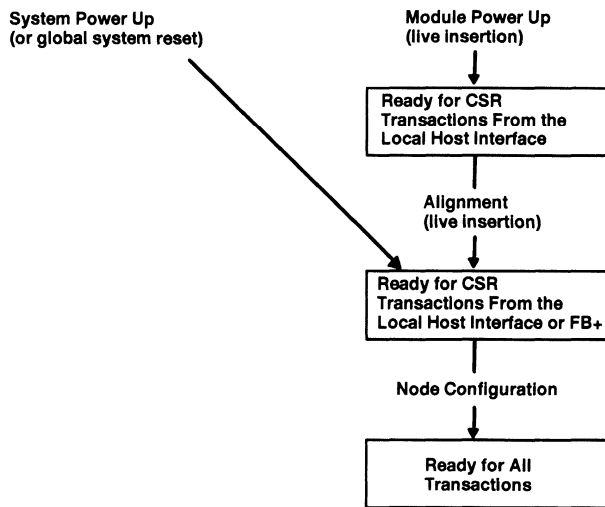 System Power Up
(or global system reset)
Module Power Up
(live insertion)
Ready for CSR
Transactions From the
Local Host Interface
Alignment
(live insertion)
Ready for CSR
Transactions From the
Local Host Interface or FB+
Node Configuration
Ready for All
Transactions